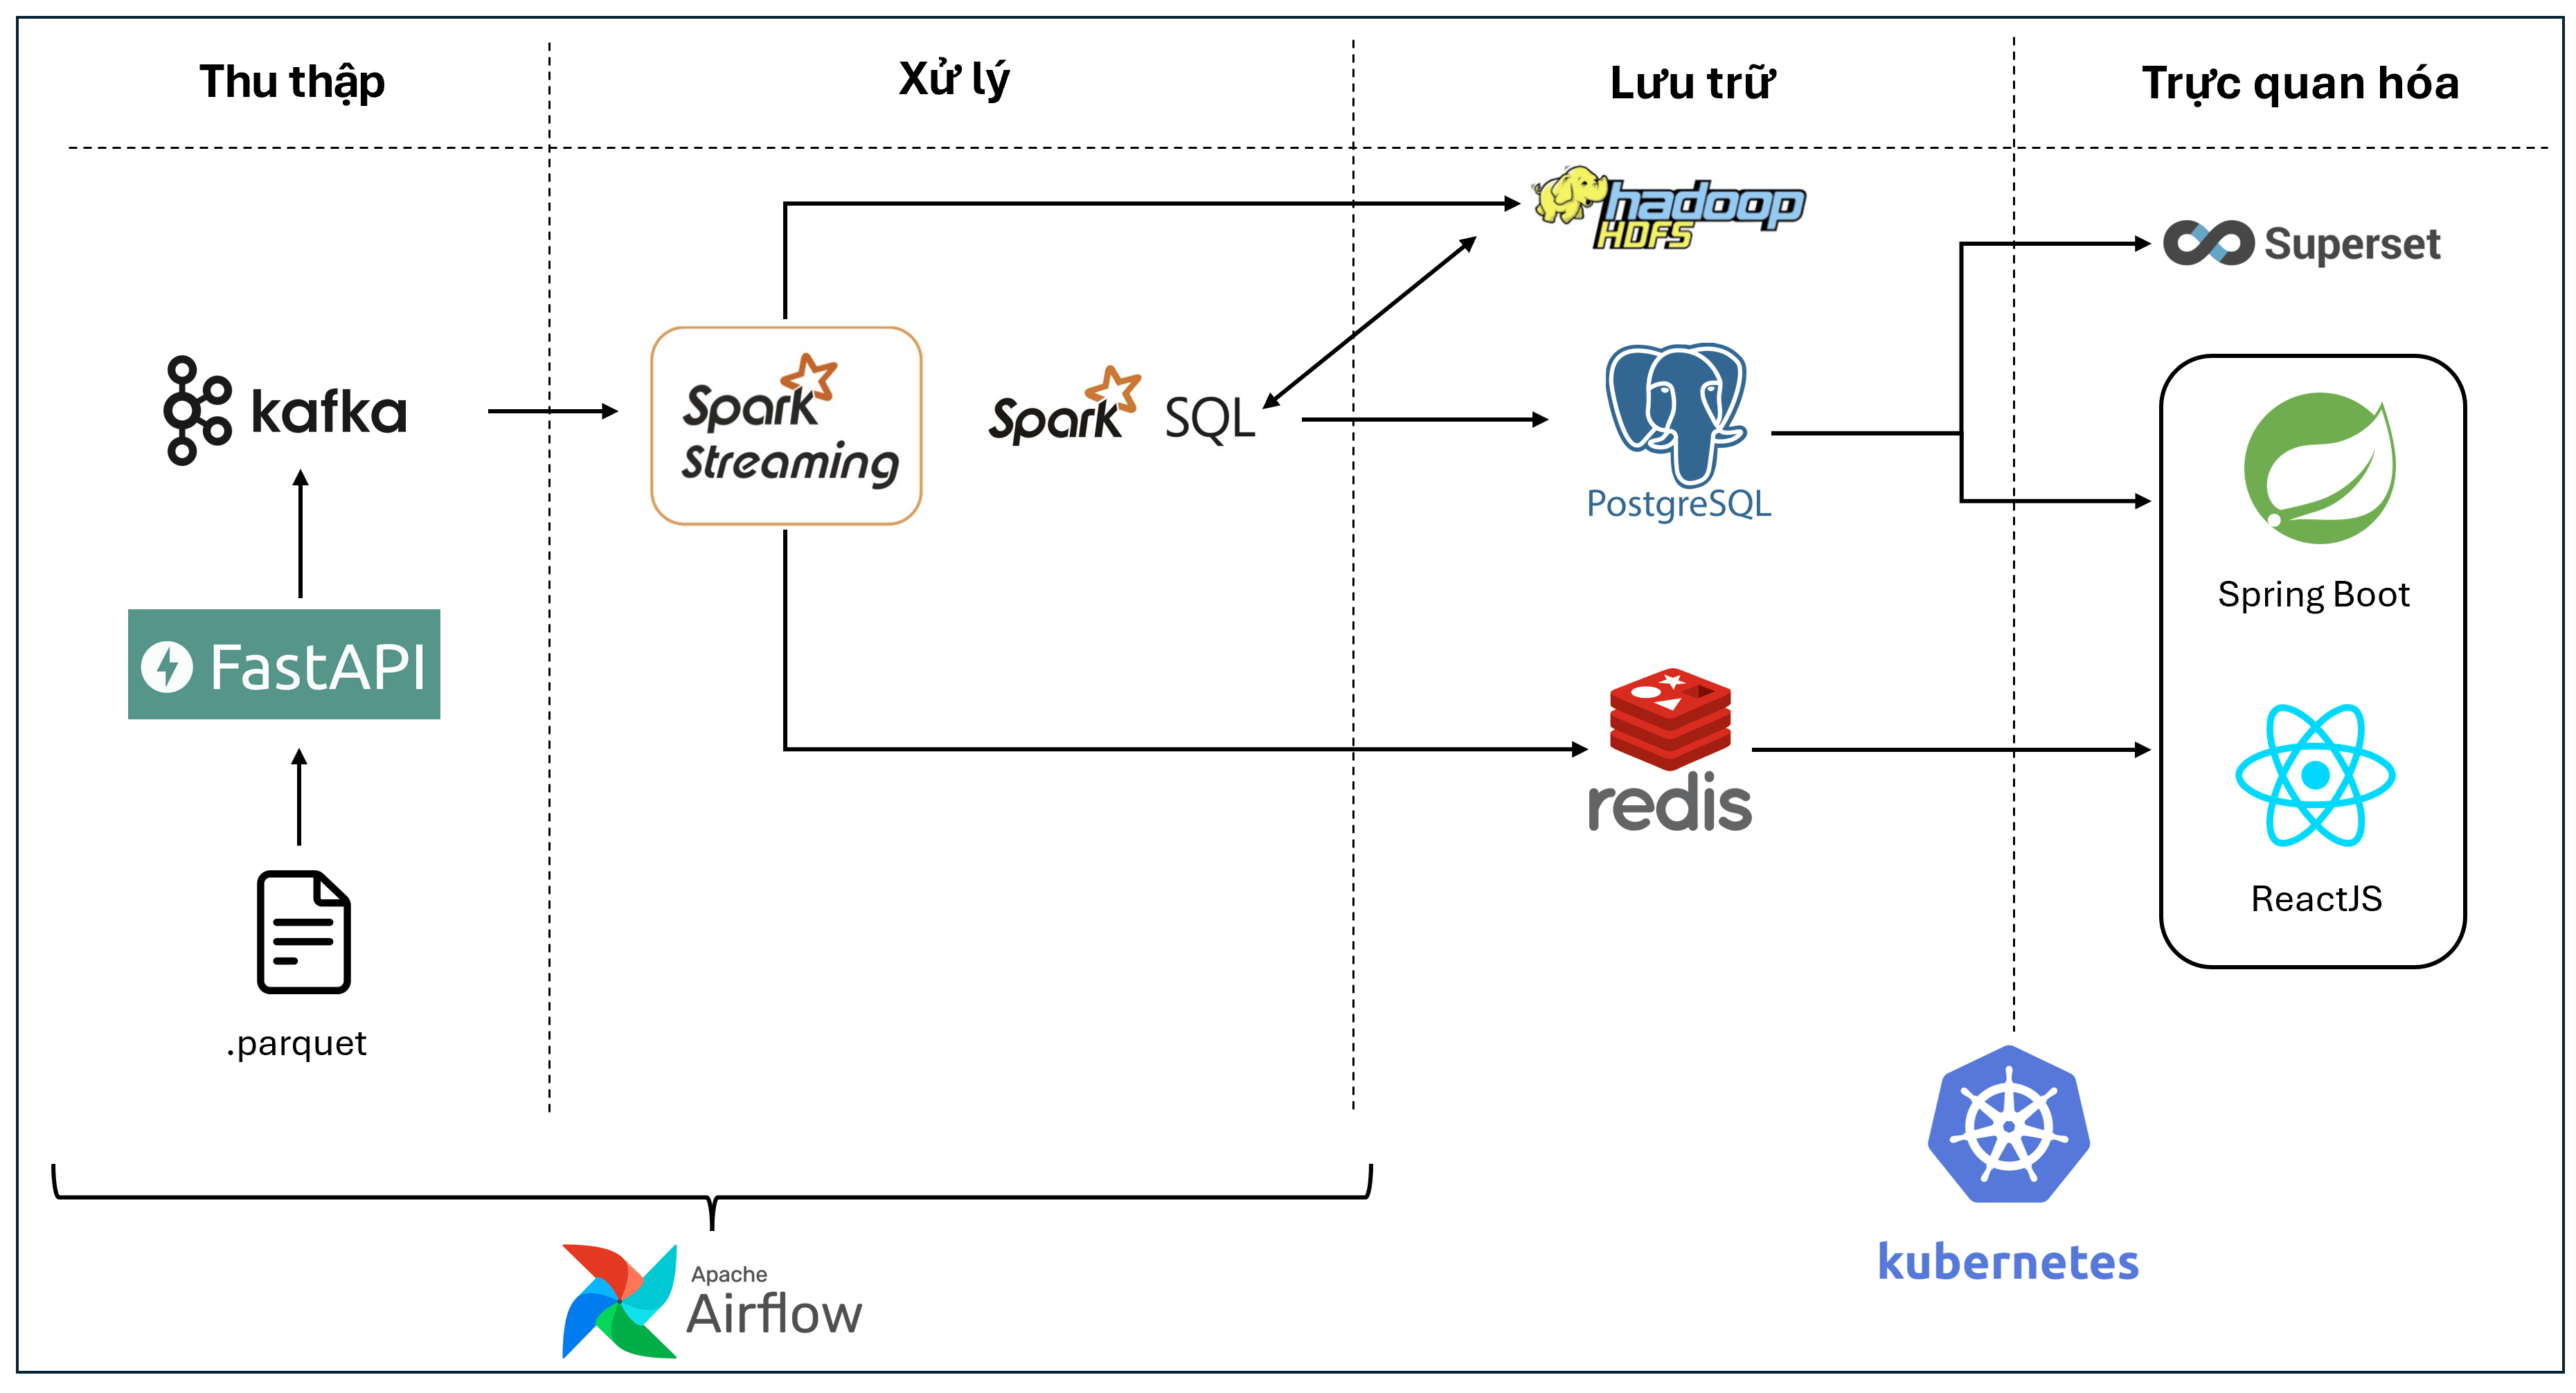 Thu thập
Xử lý
Lưu trữ
Trực quan hóa
hadoop
HDFS
Superset
kafka
Spark
Streaming
Spark SQL
PostgreSQL
Spring Boot
FastAPI
redis
ReactJS
.parquet
kubernetes
Apache
Airflow